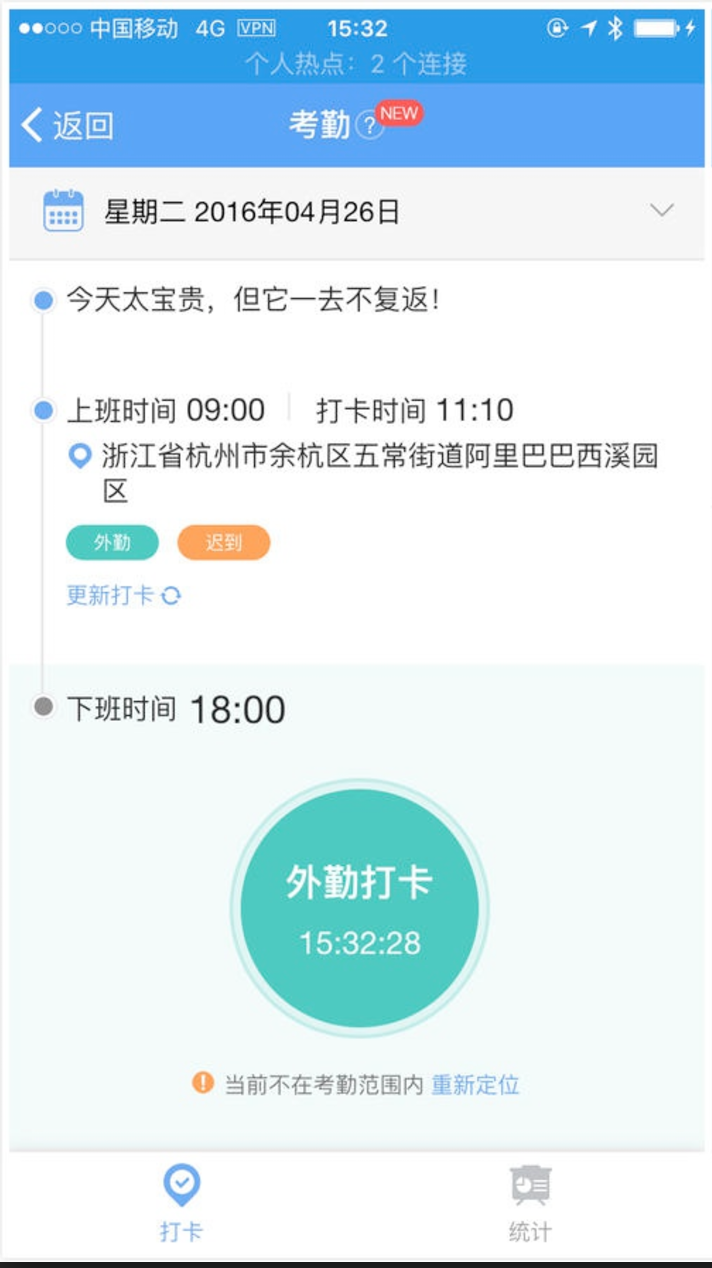 中国移动 4G VPN 15:32
个人热点：2 个连接
返回 考勤 ? NEW
星期二 2016年04月26日
今天太宝贵，但它一去不复返！
上班时间 09:00 打卡时间 11:10
浙江省杭州市余杭区五常街道阿里巴巴西溪园
区
外勤 迟到
更新打卡
下班时间 18:00
外勤打卡
15:32:28
当前不在考勤范围内 重新定位
打卡 统计